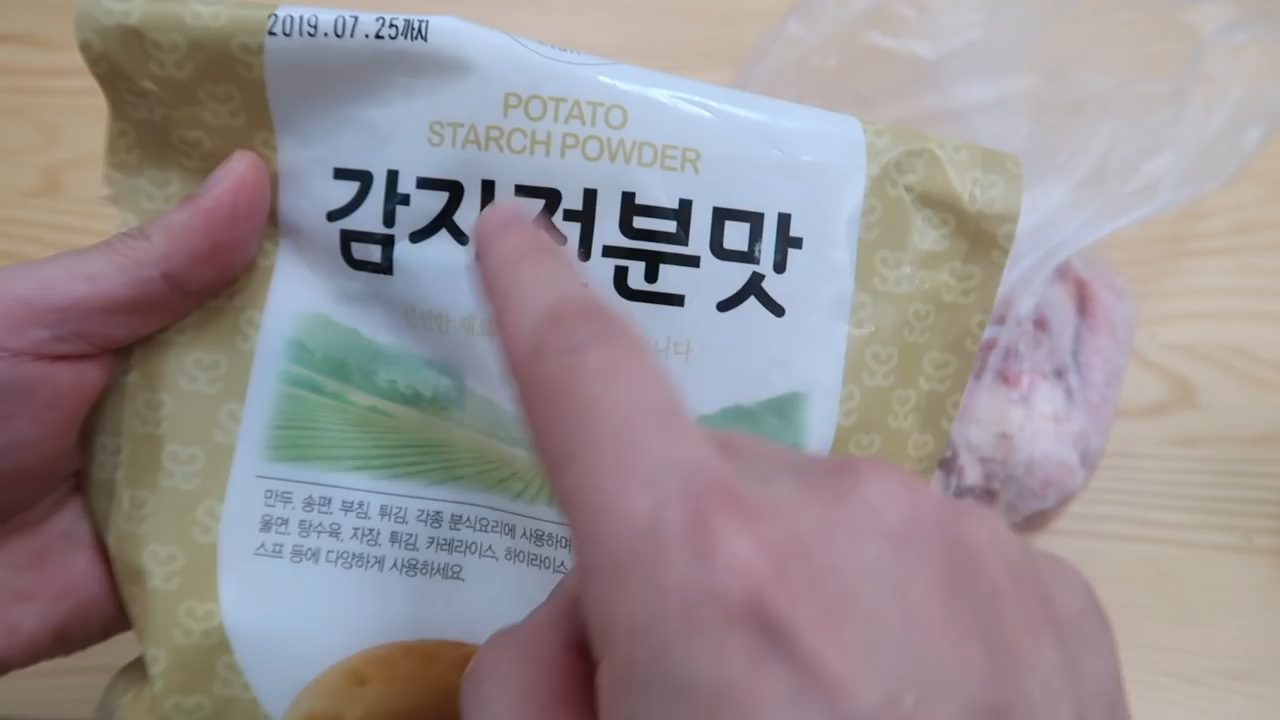 2019.07.25까지
POTATO
STARCH POWDER
감자전분맛
니다
만두, 송편, 부침, 튀김, 각종 분식요리에 사용하며
울면, 탕수육, 자장, 튀김, 카레라이스, 하이라이스
스프 등에 다양하게 사용하세요.